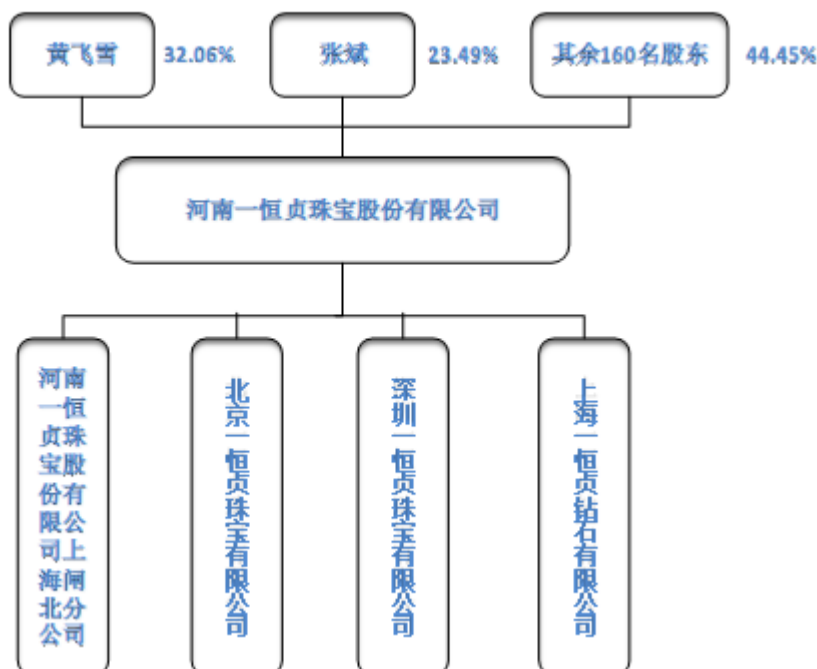 黄飞雪 32.06% 张斌 23.49% 其余160名股东 44.45%
河南一恒贞珠宝股份有限公司
河南一恒贞珠宝股份有限公司上海闸北分公司
北京一恒贞珠宝有限公司
深圳一恒贞珠宝有限公司
上海一恒贞钻石有限公司